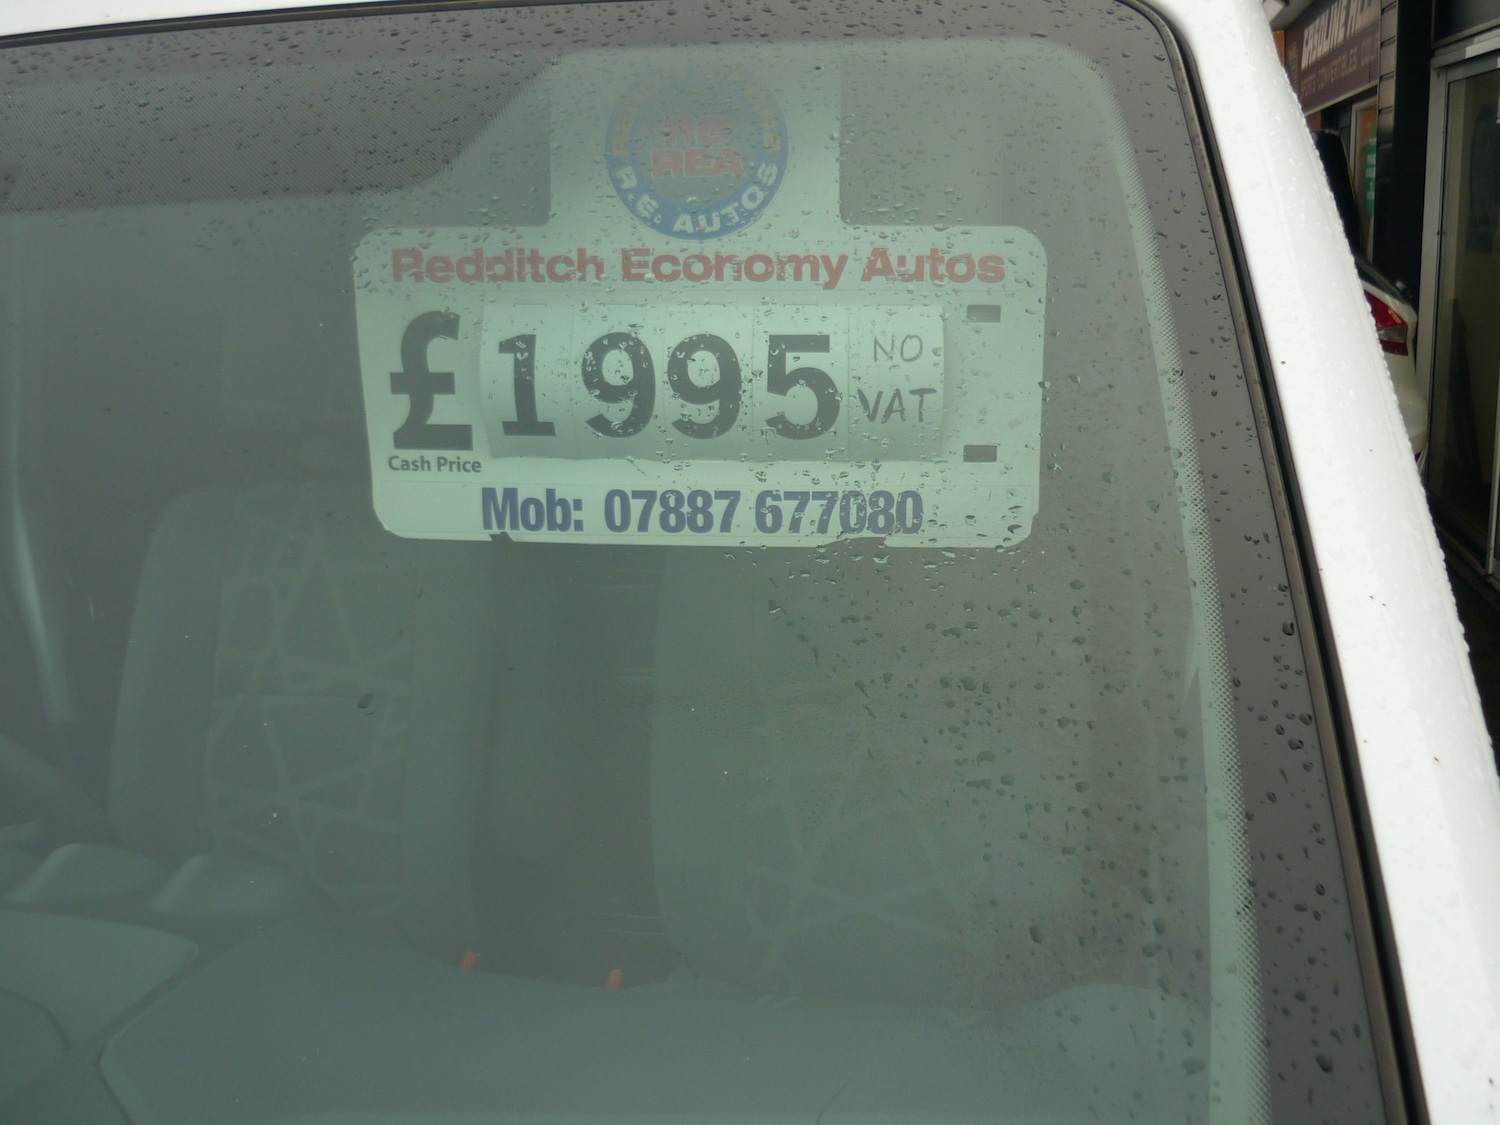 RE
REA
R.E. AUTOS
Redditch Economy Autos
£1995 NO VAT
Cash Price
Mob: 07887 677080